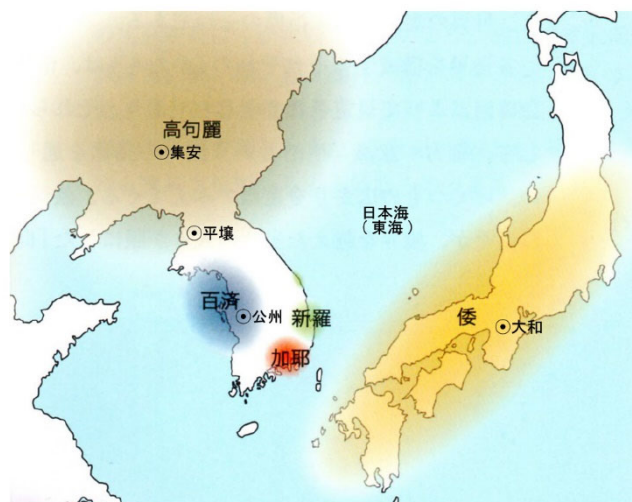 高句麗
集安
日本海
(東海)
平壌
百済
公州
新羅
倭
大和
加耶